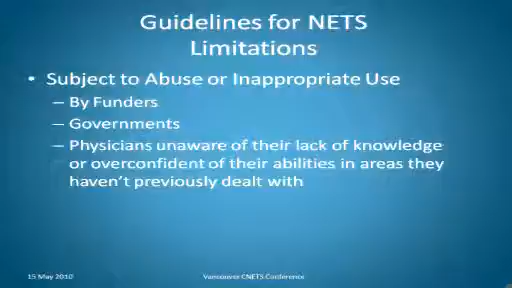 Guidelines for NETS
Limitations
• Subject to Abuse or Inappropriate Use
– By Funders
– Governments
– Physicians unaware of their lack of knowledge
or overconfident of their abilities in areas they
haven't previously dealt with
15 May 2010
Vancouver CNETS Conference